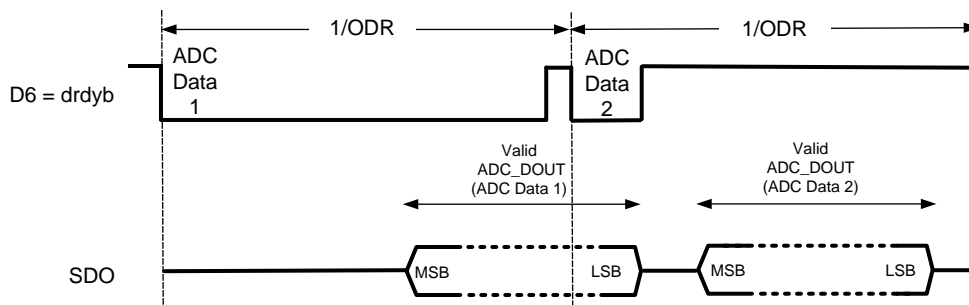 1/ODR
1/ODR
D6 = drdyb
ADC
Data
1
ADC
Data
2
Valid
ADC_DOUT
(ADC Data 1)
Valid
ADC_DOUT
(ADC Data 2)
SDO
MSB
LSB
MSB
LSB